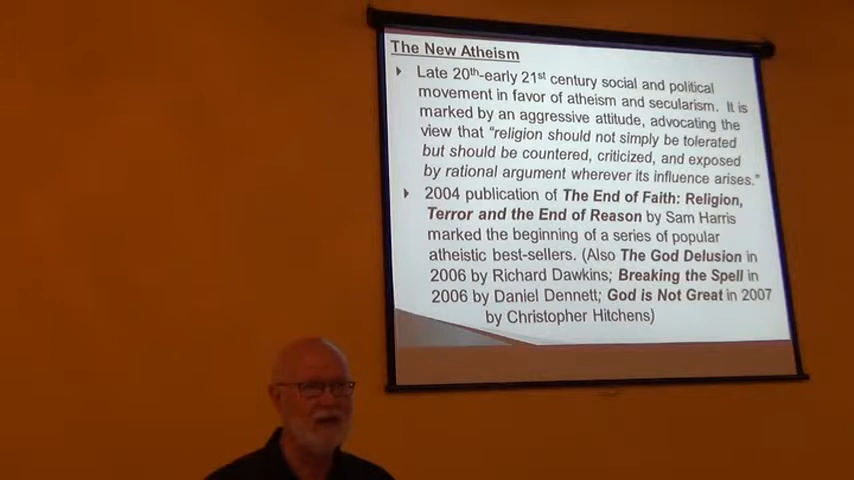 The New Atheism
Late 20th-early 21st century social and political
movement in favor of atheism and secularism. It is
marked by an aggressive attitude, advocating the
view that "religion should not simply be tolerated
but should be countered, criticized, and exposed
by rational argument wherever its influence arises."
2004 publication of The End of Faith: Religion,
Terror and the End of Reason by Sam Harris
marked the beginning of a series of popular
atheistic best-sellers. (Also The God Delusion in
2006 by Richard Dawkins; Breaking the Spell in
2006 by Daniel Dennett; God is Not Great in 2007
by Christopher Hitchens)